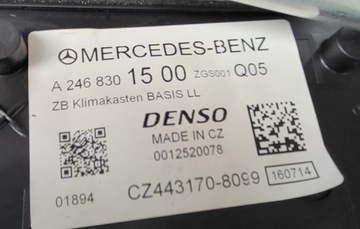 MERCEDES-BENZ
A 246 830 15 00 ZGS001 Q05
ZB Klimakasten BASIS LL
DENSO
MADE IN CZ
0012520078
01894 CZ443170-8099 160714